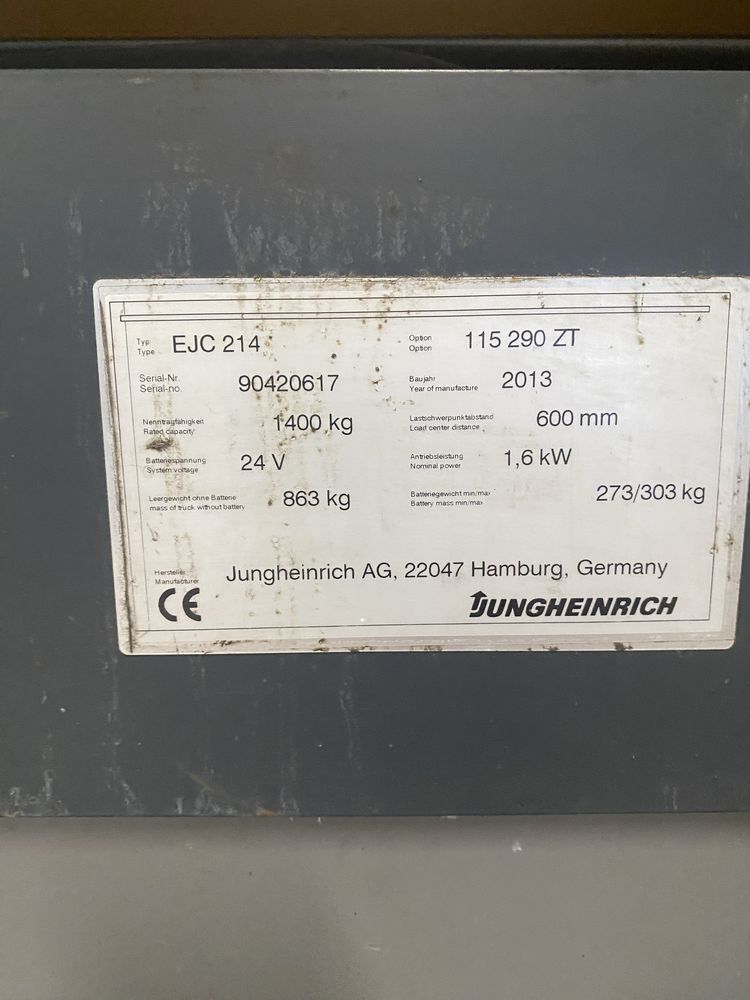 Typ
Type
EJC 214
Option
Option
115 290 ZT
Serial-Nr.
Serial-no.
90420617
Baujahr
Year of manufacture
2013
Nenntragfähigkeit
Rated capacity
1400 kg
Lastschwerpunktabstand
Load center distance
600 mm
Batteriespannung
System voltage
24 V
Antriebsleistung
Nominal power
1,6 kW
Leergewicht ohne Batterie
mass of truck without battery
863 kg
Batteriegewicht min/max
Battery mass min/max
273/303 kg
Hersteller
Manufacturer
Jungheinrich AG, 22047 Hamburg, Germany
CE
JUNGHEINRICH